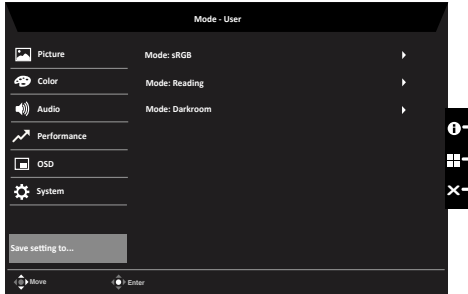 Mode - User
Picture
Mode: sRGB
Color
Mode: Reading
Audio
Mode: Darkroom
Performance
OSD
System
Save setting to...
Move
Enter